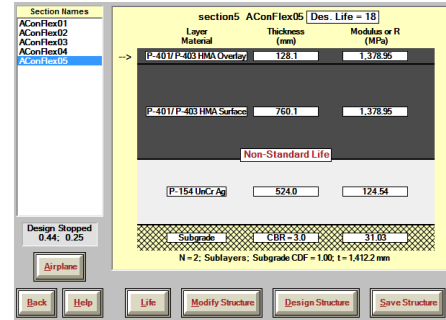 Section Names
AConFlex01
AConFlex02
AConFlex03
AConFlex04
AConFlex05
Design Stopped
0.44; 0.25
Airplane
Back
Help
section5 AConFlex05 Des. Life = 18
Layer Material Thickness (mm) Modulus or R (MPa)
--> P-401/ P-403 HMA Overlay 128.1 1,378.95
P-401/ P-403 HMA Surface 760.1 1,378.95
Non-Standard Life
P-154 UnCr Ag 524.0 124.54
Subgrade CBR = 3.0 31.03
N = 2; Sublayers; Subgrade CDF = 1.00; t = 1,412.2 mm
Life
Modify Structure
Design Structure
Save Structure